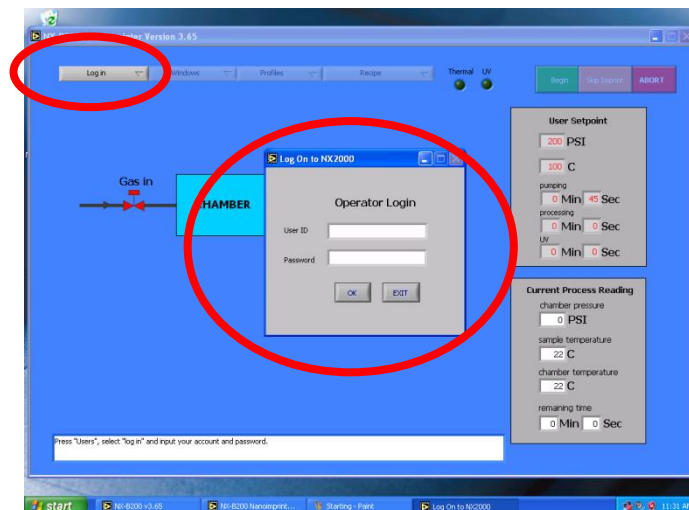 Version 3.65
Log in
Windows
Profiles
Recipe
Thermal UV
Begin
Skip Imprint
ABORT
User Setpoint
200 PSI
100 C
pumping
0 Min 45 Sec
processing
0 Min 0 Sec
UV
0 Min 0 Sec
Log On to NX2000
Operator Login
User ID
Password
OK
EXIT
Gas in
CHAMBER
Current Process Reading
chamber pressure
0 PSI
sample temperature
22 C
chamber temperature
22 C
remaining time
0 Min 0 Sec
Press "Users", select "log in" and input your account and password.
start
NX-B200 v3.65
NX-B200 Nanoimprint...
Starting - Paint
Log On to NX2000
11:31 AM